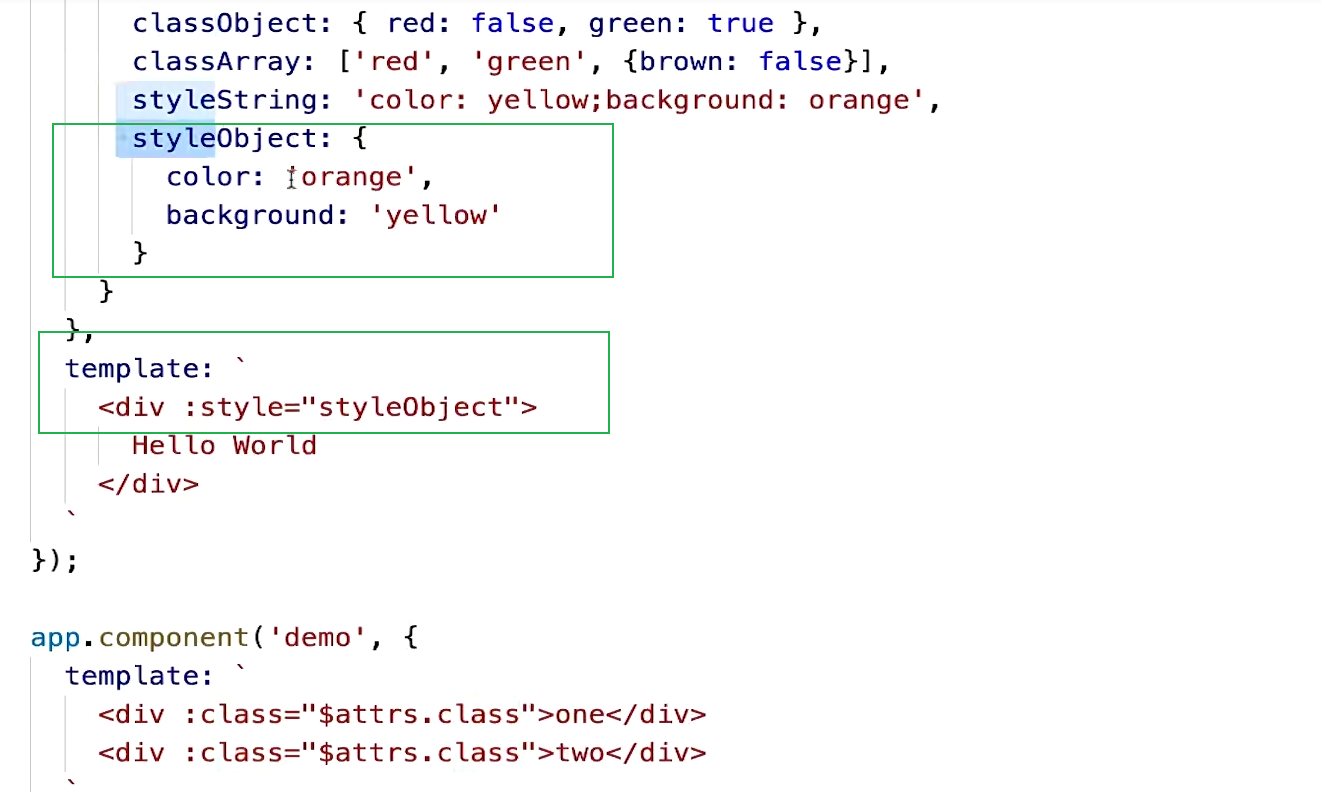 classObject: { red: false, green: true },
classArray: ['red', 'green', {brown: false}],
styleString: 'color: yellow;background: orange',
styleObject: {
color: 'orange',
background: 'yellow'
}
}
},
template: `
<div :style="styleObject">
Hello World
</div>
`
});
app.component('demo', {
template: `
<div :class="$attrs.class">one</div>
<div :class="$attrs.class">two</div>
`